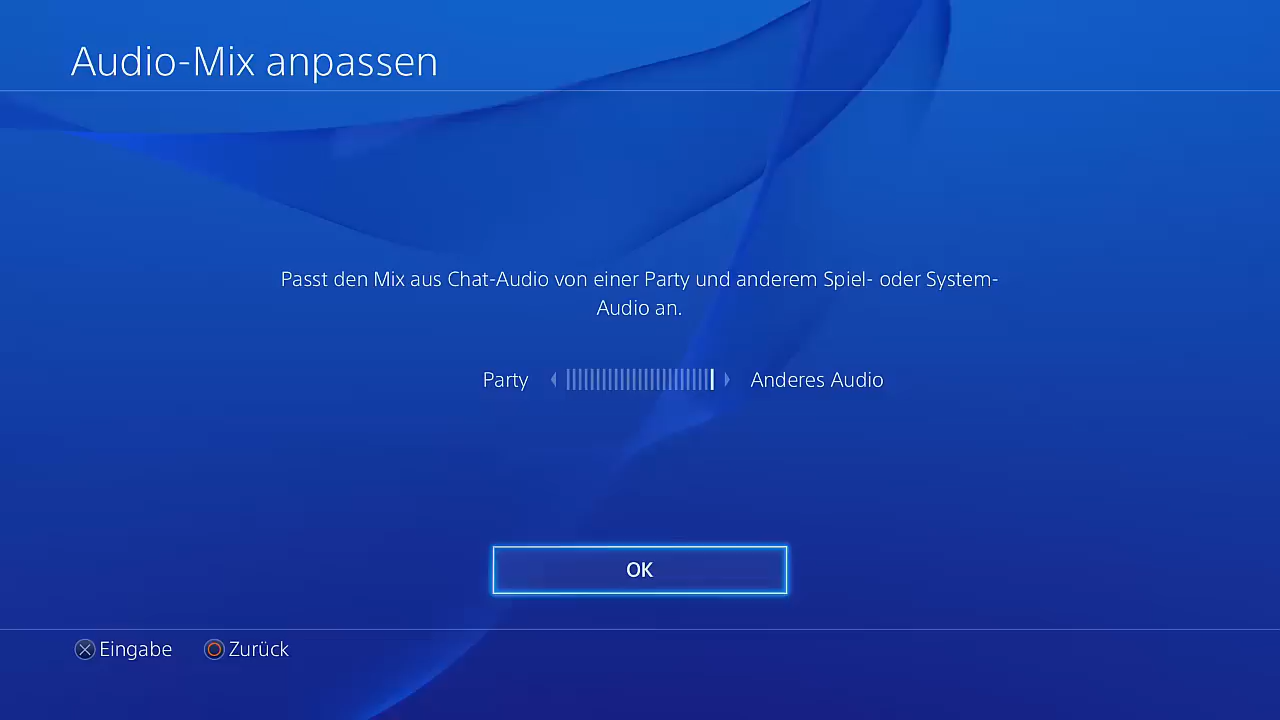 Audio-Mix anpassen
Passt den Mix aus Chat-Audio von einer Party und anderem Spiel- oder System-
Audio an.
Party Anderes Audio
OK
Eingabe Zurück